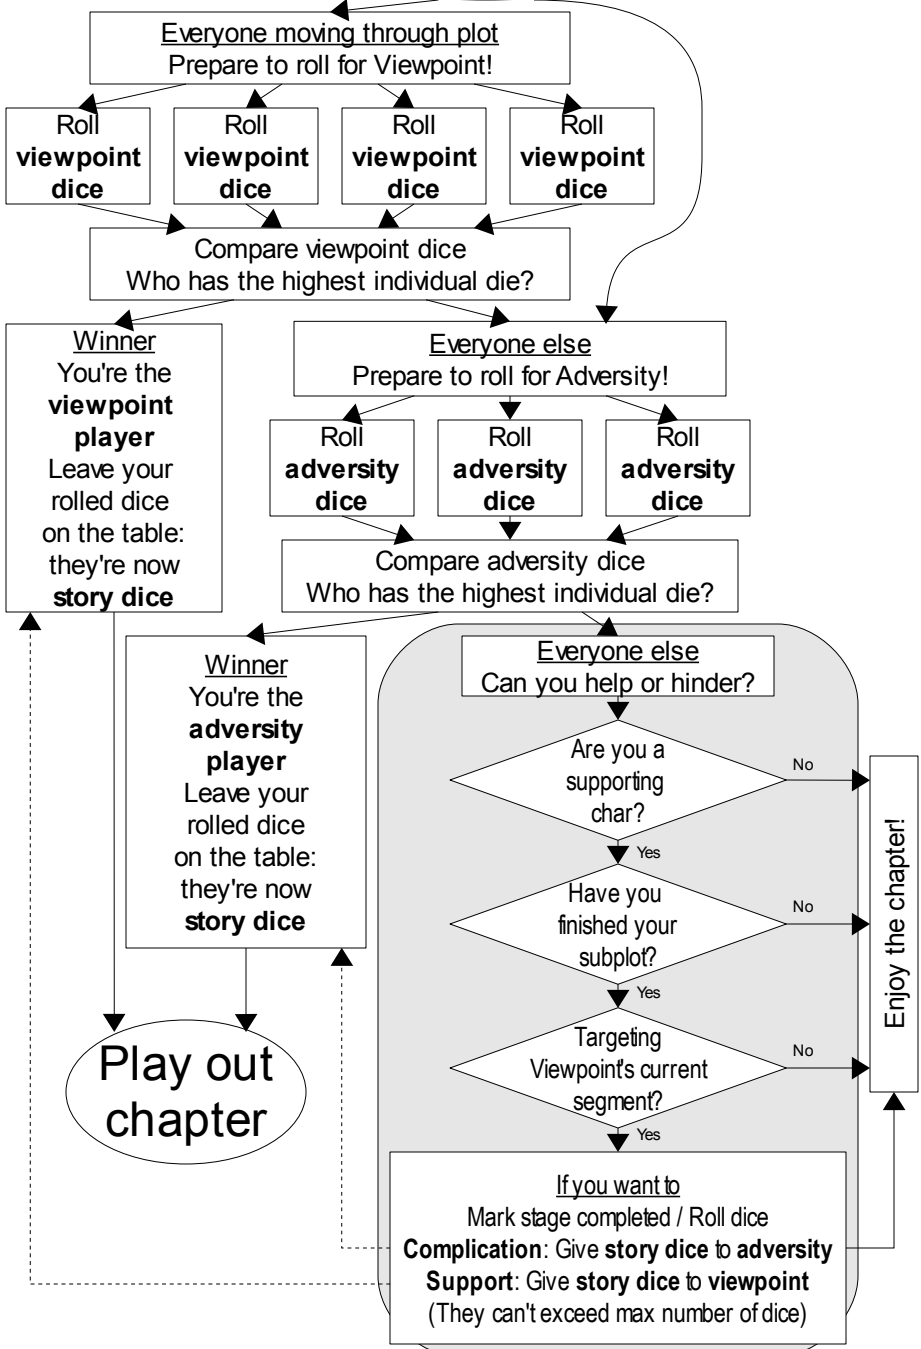 Everyone moving through plot
Prepare to roll for Viewpoint!
Roll
viewpoint
dice
Roll
viewpoint
dice
Roll
viewpoint
dice
Roll
viewpoint
dice
Compare viewpoint dice
Who has the highest individual die?
Winner
You're the
viewpoint
player
Leave your
rolled dice
on the table:
they're now
story dice
Everyone else
Prepare to roll for Adversity!
Roll
adversity
dice
Roll
adversity
dice
Roll
adversity
dice
Compare adversity dice
Who has the highest individual die?
Winner
You're the
adversity
player
Leave your
rolled dice
on the table:
they're now
story dice
Everyone else
Can you help or hinder?
Are you a
supporting
char?
No
Yes
Have you
finished your
subplot?
No
Yes
Targeting
Viewpoint's current
segment?
No
Yes
Enjoy the chapter!
Play out
chapter
If you want to
Mark stage completed / Roll dice
Complication: Give story dice to adversity
Support: Give story dice to viewpoint
(They can't exceed max number of dice)